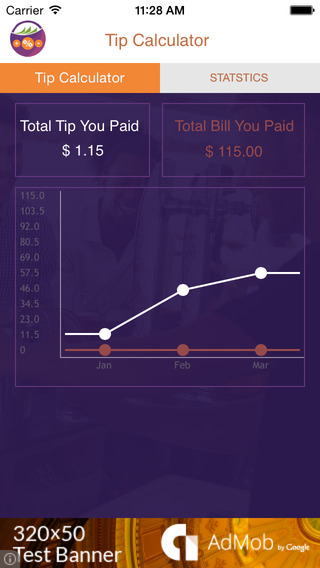 Carrier 11:28 AM
Tip Calculator
Tip Calculator STATSTICS
Total Tip You Paid
$ 1.15
Total Bill You Paid
$ 115.00
115.0
103.5
92.0
80.5
69.0
57.5
46.0
34.5
23.0
11.5
0
Jan Feb Mar
320×50
Test Banner
AdMob by Google